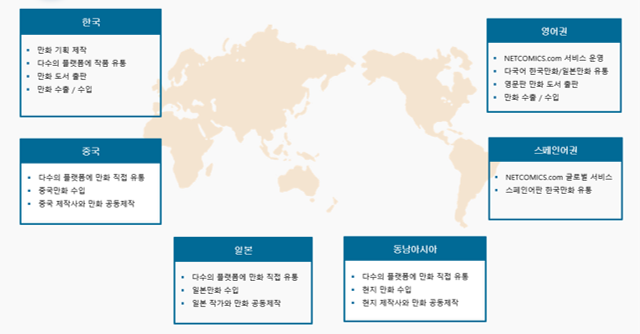 한국
만화 기획 제작
다수의 플랫폼에 작품 유통
만화 도서 출판
만화 수출 / 수입
영어권
NETCOMICS.com 서비스 운영
다국어 한국만화/일본만화 유통
영문판 만화 도서 출판
만화 수출 / 수입
중국
다수의 플랫폼에 만화 직접 유통
중국만화 수입
중국 제작사와 만화 공동제작
스페인어권
NETCOMICS.com 글로벌 서비스
스페인어판 한국만화 유통
일본
다수의 플랫폼에 만화 직접 유통
일본만화 수입
일본 작가와 만화 공동제작
동남아시아
다수의 플랫폼에 만화 직접 유통
현지 만화 수입
현지 제작사와 만화 공동제작